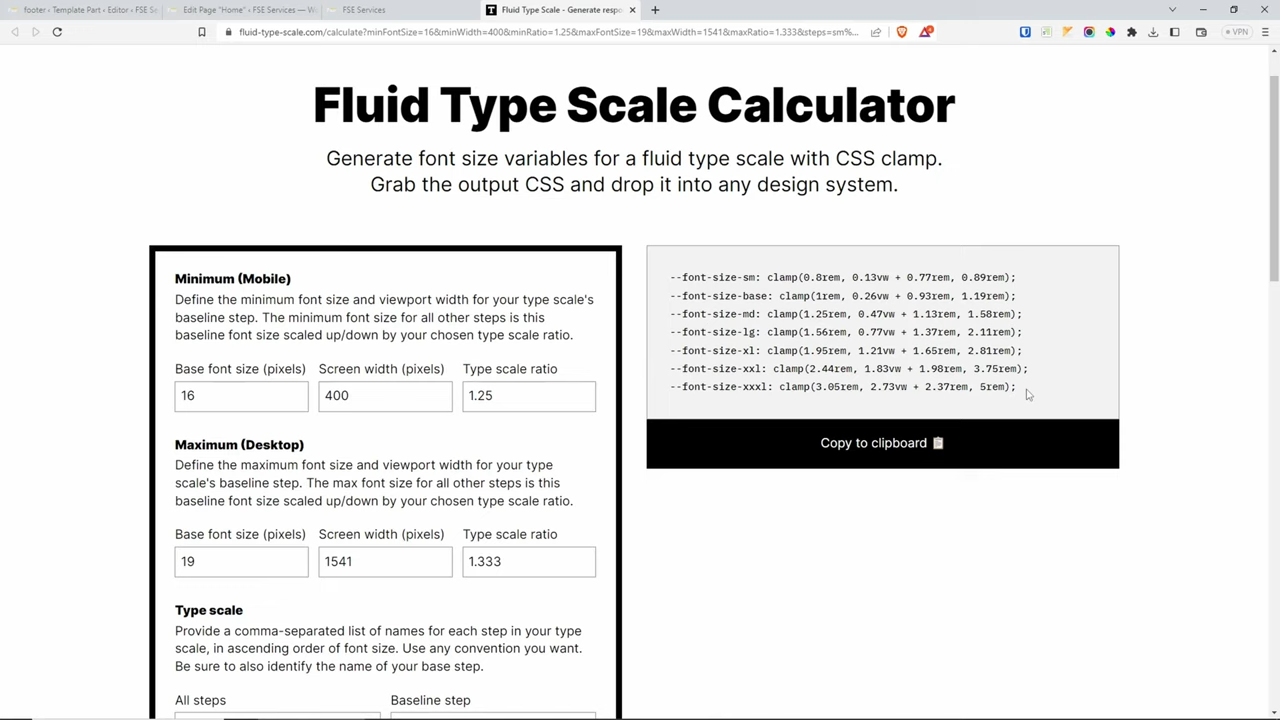 footer ‹ Template Part ‹ Editor ‹ FSE S
Edit Page "Home" ‹ FSE Services — W
FSE Services
Fluid Type Scale - Generate respo
fluid-type-scale.com/calculate?minFontSize=16&minWidth=400&minRatio=1.25&maxFontSize=19&maxWidth=1541&maxRatio=1.333&steps=sm%...
VPN
Fluid Type Scale Calculator
Generate font size variables for a fluid type scale with CSS clamp.
Grab the output CSS and drop it into any design system.
Minimum (Mobile)
Define the minimum font size and viewport width for your type scale's
baseline step. The minimum font size for all other steps is this
baseline font size scaled up/down by your chosen type scale ratio.
Base font size (pixels) Screen width (pixels) Type scale ratio
16 400 1.25
Maximum (Desktop)
Define the maximum font size and viewport width for your type
scale's baseline step. The max font size for all other steps is this
baseline font size scaled up/down by your chosen type scale ratio.
Base font size (pixels) Screen width (pixels) Type scale ratio
19 1541 1.333
Type scale
Provide a comma-separated list of names for each step in your type
scale, in ascending order of font size. Use any convention you want.
Be sure to also identify the name of your base step.
All steps Baseline step
--font-size-sm: clamp(0.8rem, 0.13vw + 0.77rem, 0.89rem);
--font-size-base: clamp(1rem, 0.26vw + 0.93rem, 1.19rem);
--font-size-md: clamp(1.25rem, 0.47vw + 1.13rem, 1.58rem);
--font-size-lg: clamp(1.56rem, 0.77vw + 1.37rem, 2.11rem);
--font-size-xl: clamp(1.95rem, 1.21vw + 1.65rem, 2.81rem);
--font-size-xxl: clamp(2.44rem, 1.83vw + 1.98rem, 3.75rem);
--font-size-xxxl: clamp(3.05rem, 2.73vw + 2.37rem, 5rem);
Copy to clipboard 📋